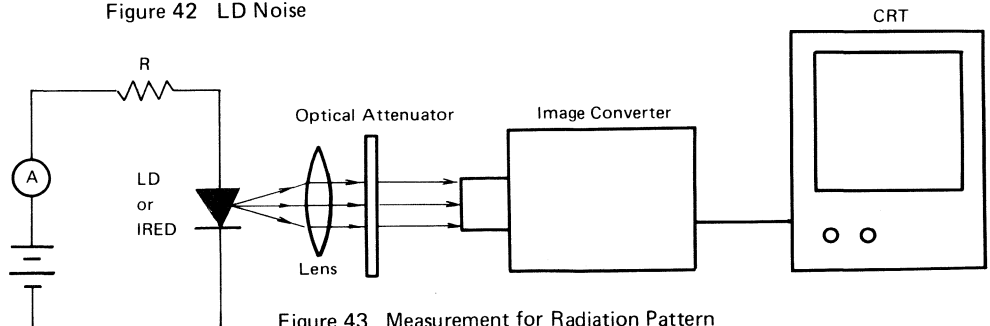 Figure 42 LD Noise
CRT
R
Optical Attenuator
Image Converter
A
LD
or
IRED
Lens
Figure 43 Measurement for Radiation Pattern